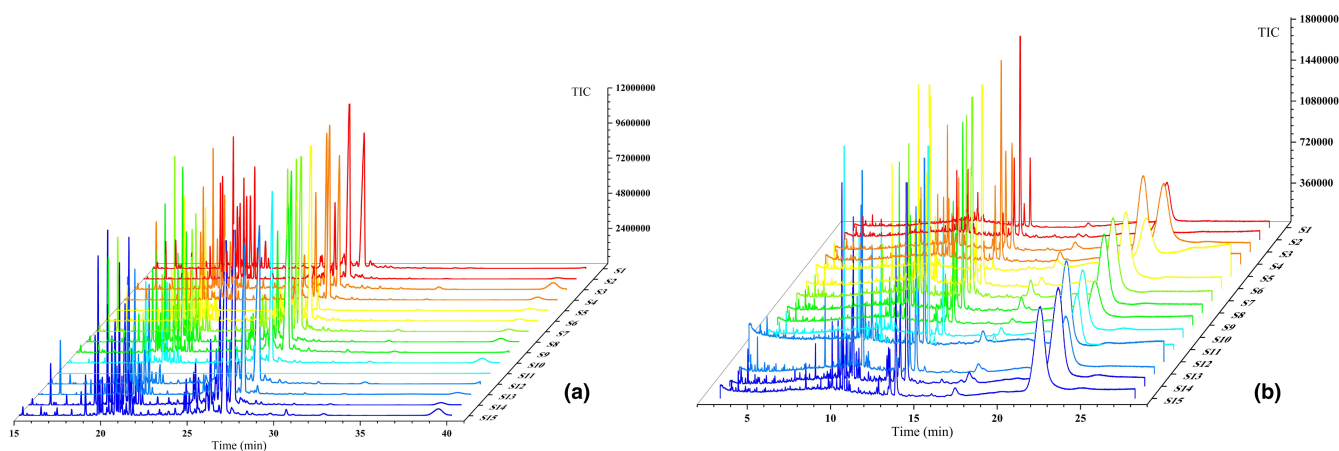 TIC
12000000
9600000
7200000
4800000
2400000
S1
S2
S3
S4
S5
S6
S7
S8
S9
S10
S11
S12
S13
S14
S15
15
20
25
30
35
40
Time (min)
(a)
TIC
1800000
1440000
1080000
720000
360000
S1
S2
S3
S4
S5
S6
S7
S8
S9
S10
S11
S12
S13
S14
S15
5
10
15
20
25
Time (min)
(b)